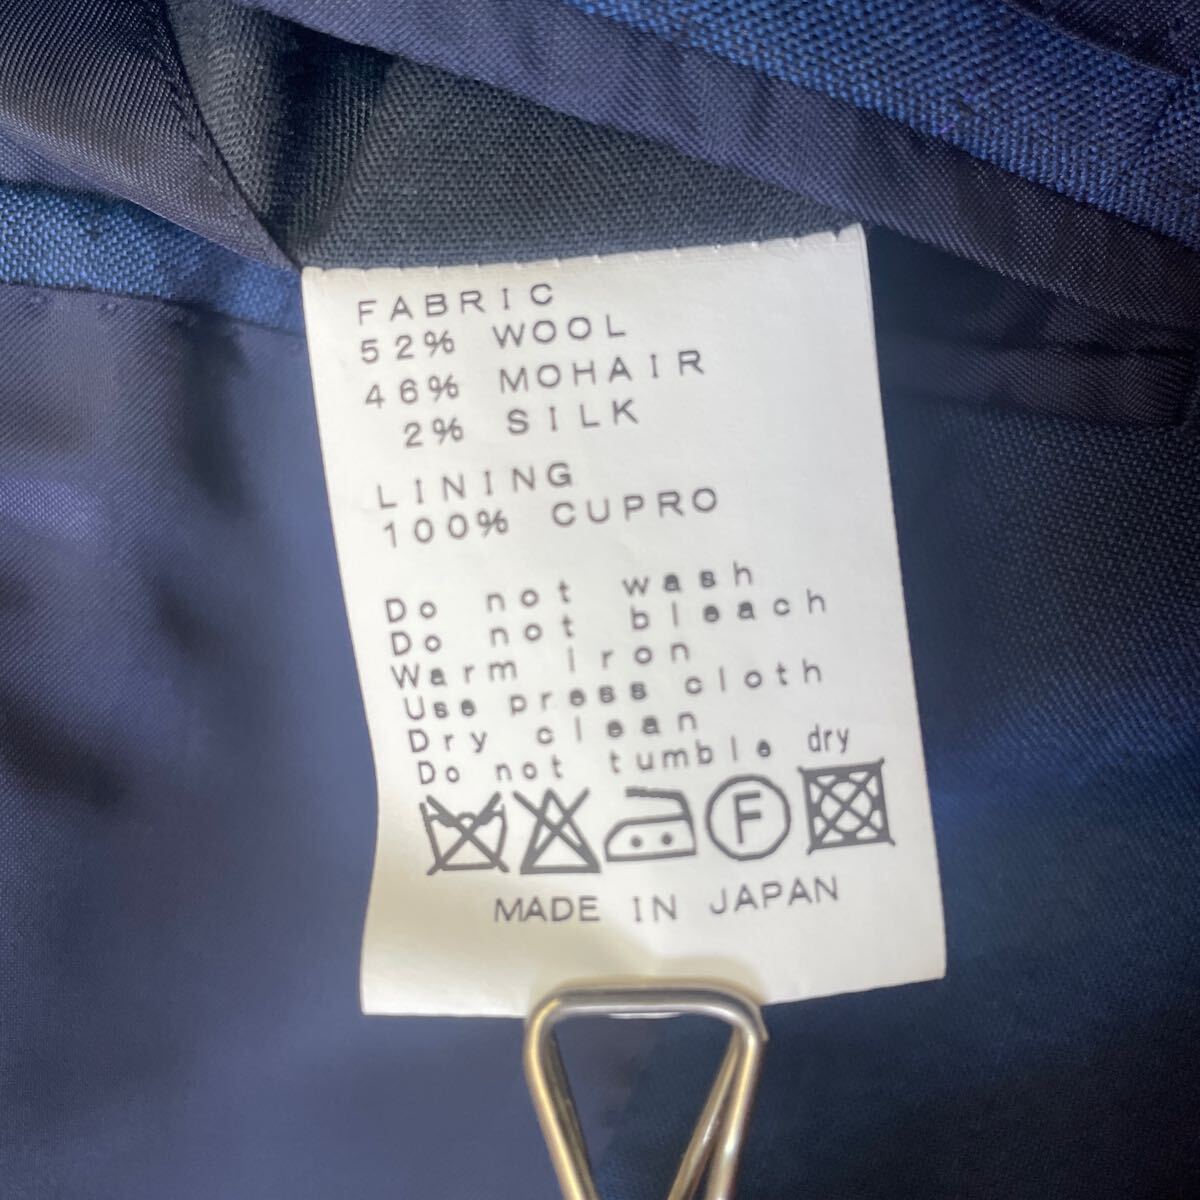 FABRIC
52% WOOL
46% MOHAIR
2% SILK
LINING
100% CUPRO
Do not wash
Do not bleach
Warm iron
Use press cloth
Dry clean
Do not tumble dry
F
MADE IN JAPAN